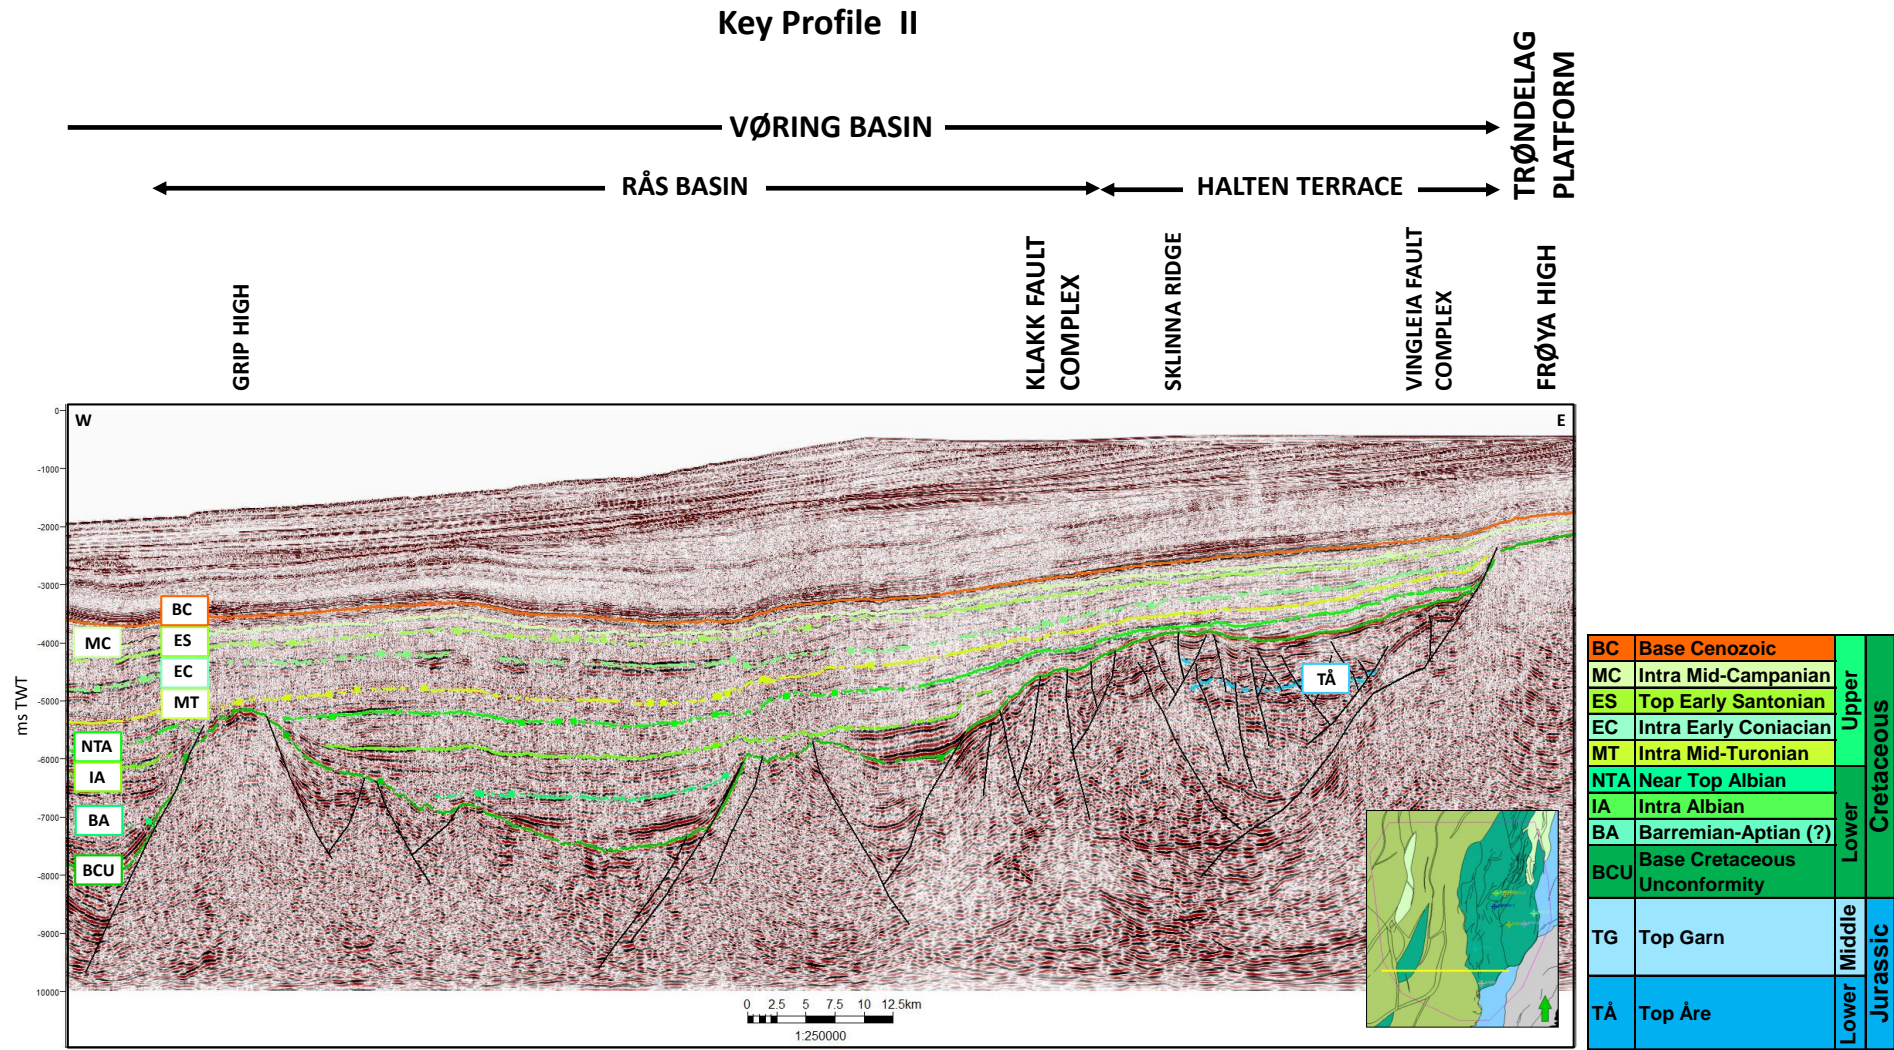 Key Profile II
TRØNDELAG
PLATFORM
VØRING BASIN
RÅS BASIN
HALTEN TERRACE
GRIP HIGH
KLAKK FAULT
COMPLEX
SKLINNA RIDGE
VINGLEIA FAULT
COMPLEX
FRØYA HIGH
W
E
ms TWT
0
-1000
-2000
-3000
-4000
-5000
-6000
-7000
-8000
-9000
10000
BC
MC
ES
EC
MT
NTA
IA
BA
BCU
TÅ
0 2.5 5 7.5 10 12.5km
1:250000
BC Base Cenozoic
MC Intra Mid-Campanian
ES Top Early Santonian
EC Intra Early Coniacian
MT Intra Mid-Turonian
NTA Near Top Albian
IA Intra Albian
BA Barremian-Aptian (?)
BCU Base Cretaceous
Unconformity
TG Top Garn
TÅ Top Åre
Upper
Lower
Cretaceous
Middle
Lower
Jurassic